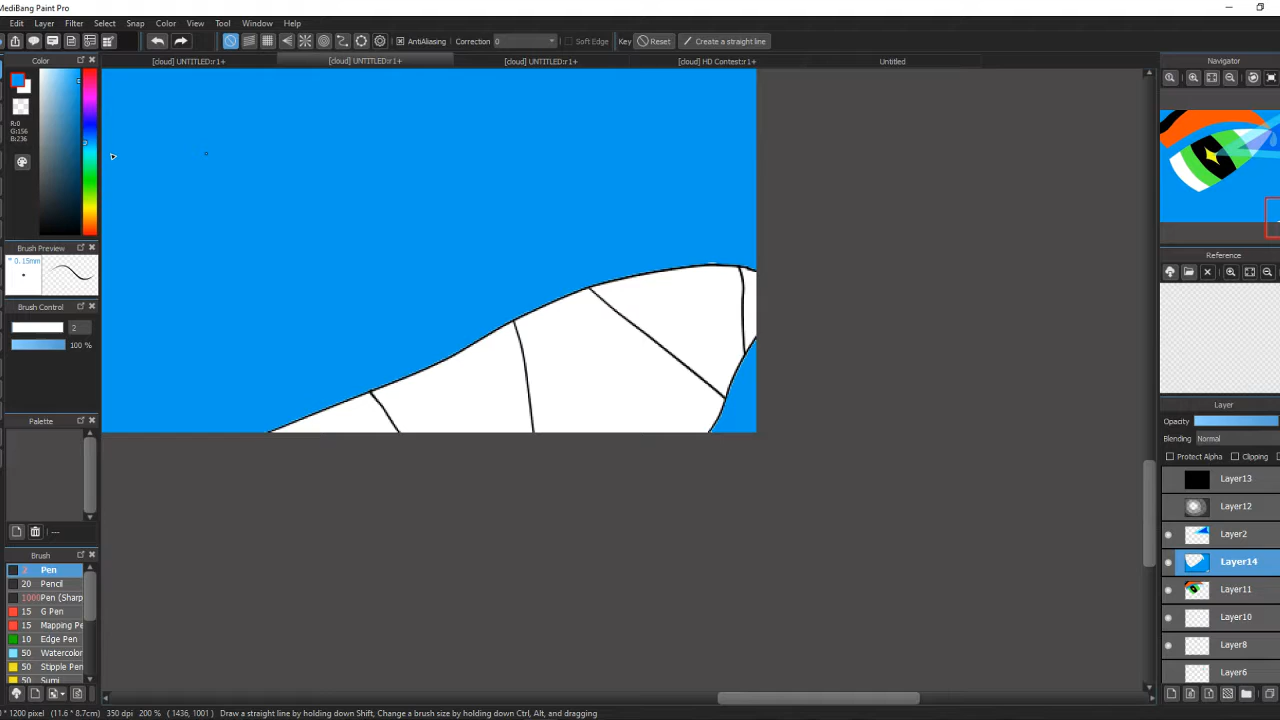 MediBang Paint Pro
Edit Layer Filter Select Snap Color View Tool Window Help
AntiAliasing Correction 0 Soft Edge Key Reset Create a straight line
[cloud] UNTITLED:r1+ [cloud] UNTITLED:r1+ [cloud] UNTITLED:r1+ [cloud] HD Contest:r1+ Untitled
Color
R:0
G:156
B:236
Brush Preview
0.15mm
Brush Control
2
100 %
Palette
---
Brush
2 Pen
20 Pencil
1000 Pen (Sharp
15 G Pen
15 Mapping Pe
10 Edge Pen
50 Watercolor
50 Stipple Pen
50 Sumi
Navigator
Reference
Layer
Opacity
Blending Normal
Protect Alpha Clipping
Layer13
Layer12
Layer2
Layer14
Layer11
Layer10
Layer8
Layer6
* 1200 pixel (11.6 * 8.7cm) 350 dpi 200 % ( 1436, 1001 ) Draw a straight line by holding down Shift, Change a brush size by holding down Ctrl, Alt, and dragging